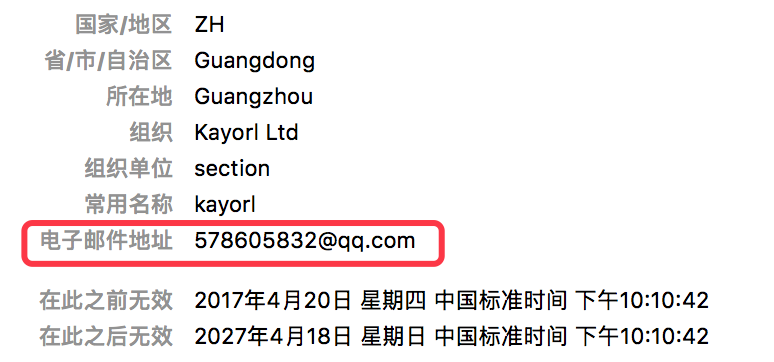 国家/地区 ZH
省/市/自治区 Guangdong
所在地 Guangzhou
组织 Kayorl Ltd
组织单位 section
常用名称 kayorl
电子邮件地址 578605832@qq.com
在此之前无效 2017年4月20日 星期四 中国标准时间 下午10:10:42
在此之后无效 2027年4月18日 星期日 中国标准时间 下午10:10:42